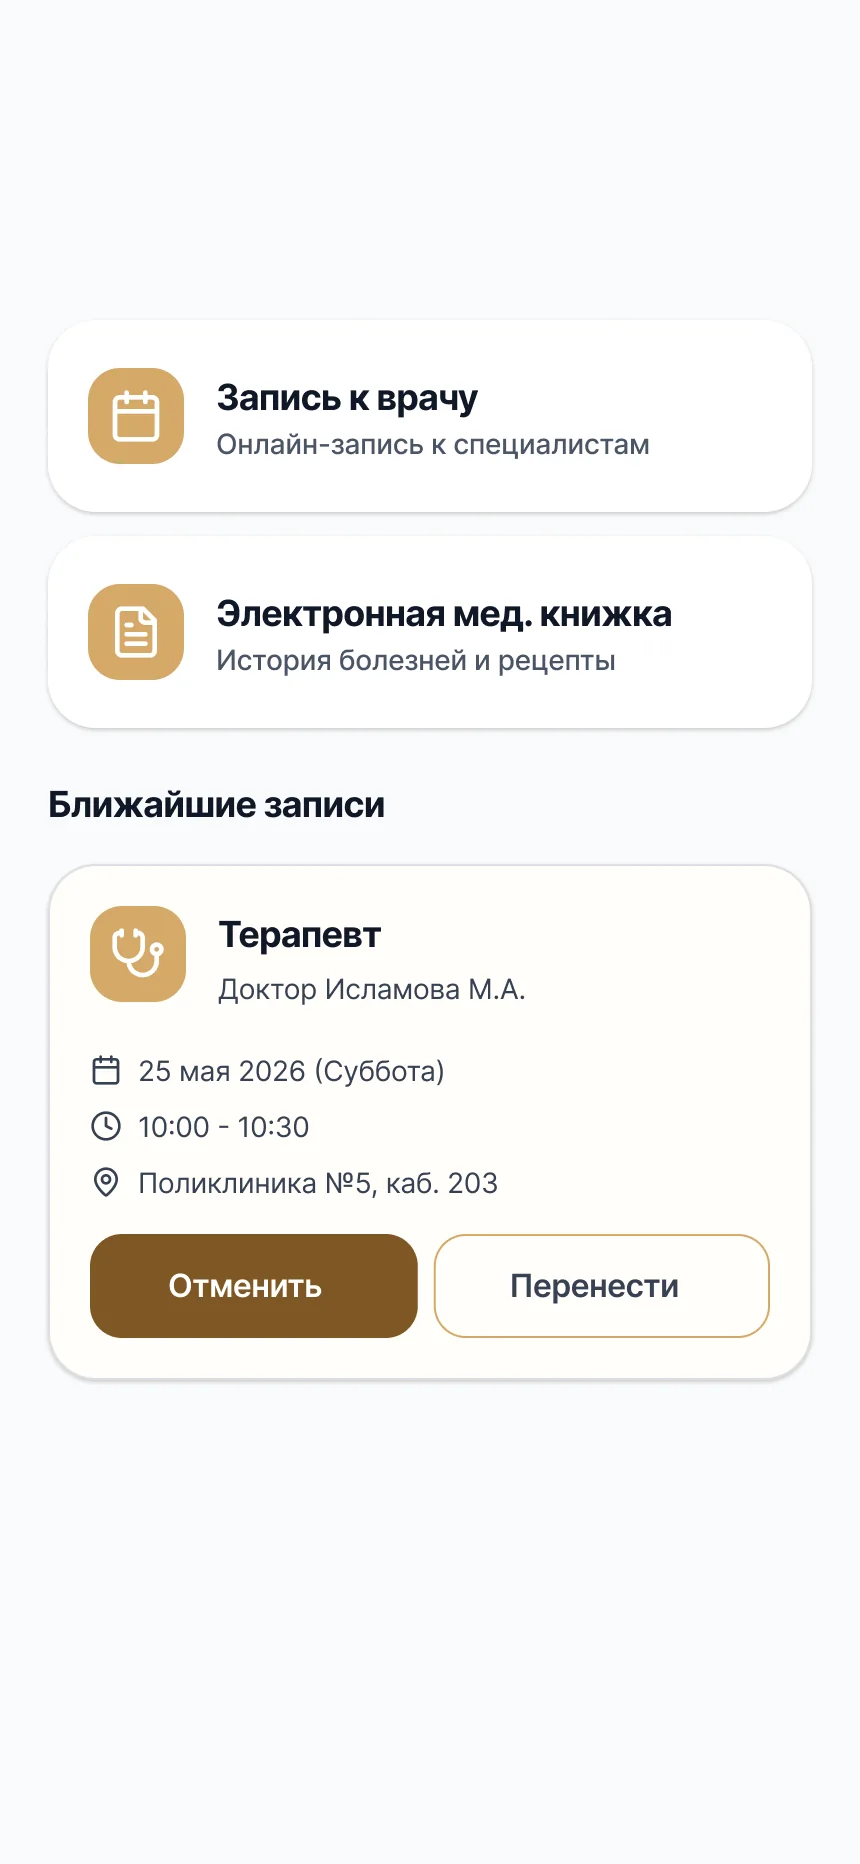 Запись к врачу
Онлайн-запись к специалистам
Электронная мед. книжка
История болезней и рецепты
Ближайшие записи
Терапевт
Доктор Исламова М.А.
25 мая 2026 (Суббота)
10:00 - 10:30
Поликлиника №5, каб. 203
Отменить
Перенести